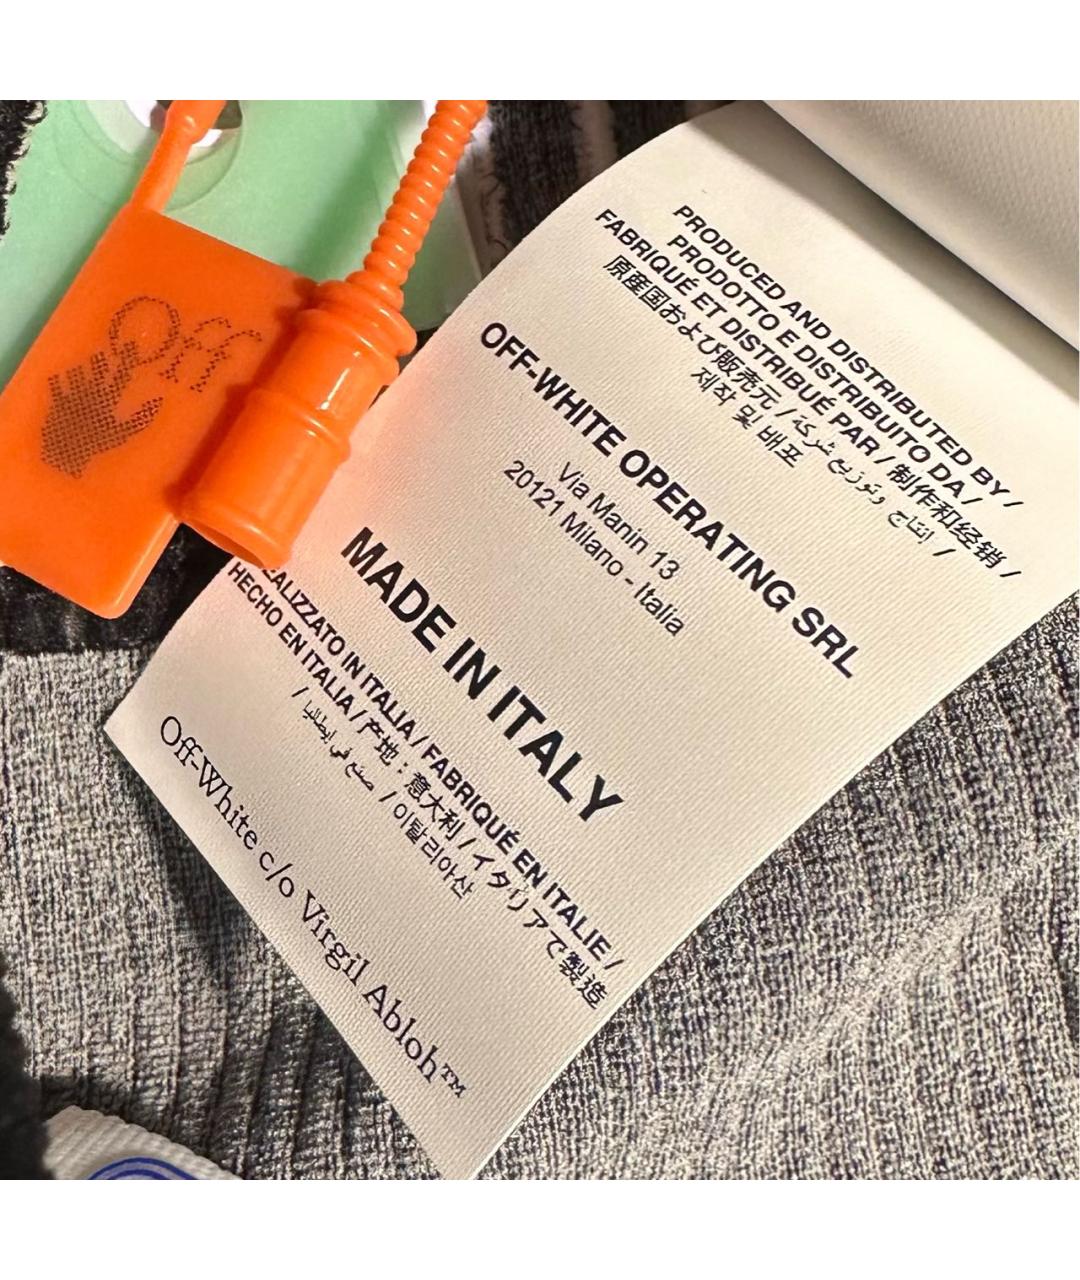 Off
PRODUCED AND DISTRIBUTED BY /
PRODOTTO E DISTRIBUITO DA /
FABRIQUÉ ET DISTRIBUÉ PAR / 制作和经销 /
原産国および販売元 / انتاج وتوزيع شركة /
저작 및 배포
OFF-WHITE OPERATING SRL
Via Manin 13
20121 Milano - Italia
MADE IN ITALY
EALIZZATO IN ITALIA / FABRIQUÉ EN ITALIE /
HECHO EN ITALIA / 产地：意大利 / イタリアで製造
/ صنع في إيطاليا / 이탈리아산
Off-White c/o Virgil Abloh™